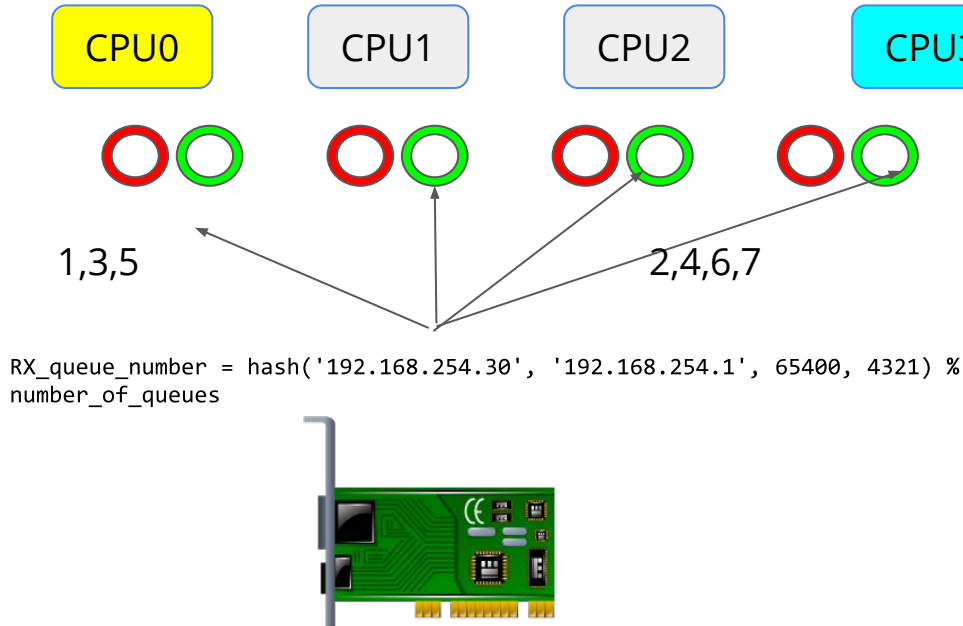 CPU0 CPU1 CPU2 CPU3
1,3,5 2,4,6,7
RX_queue_number = hash('192.168.254.30', '192.168.254.1', 65400, 4321) %
number_of_queues
CE